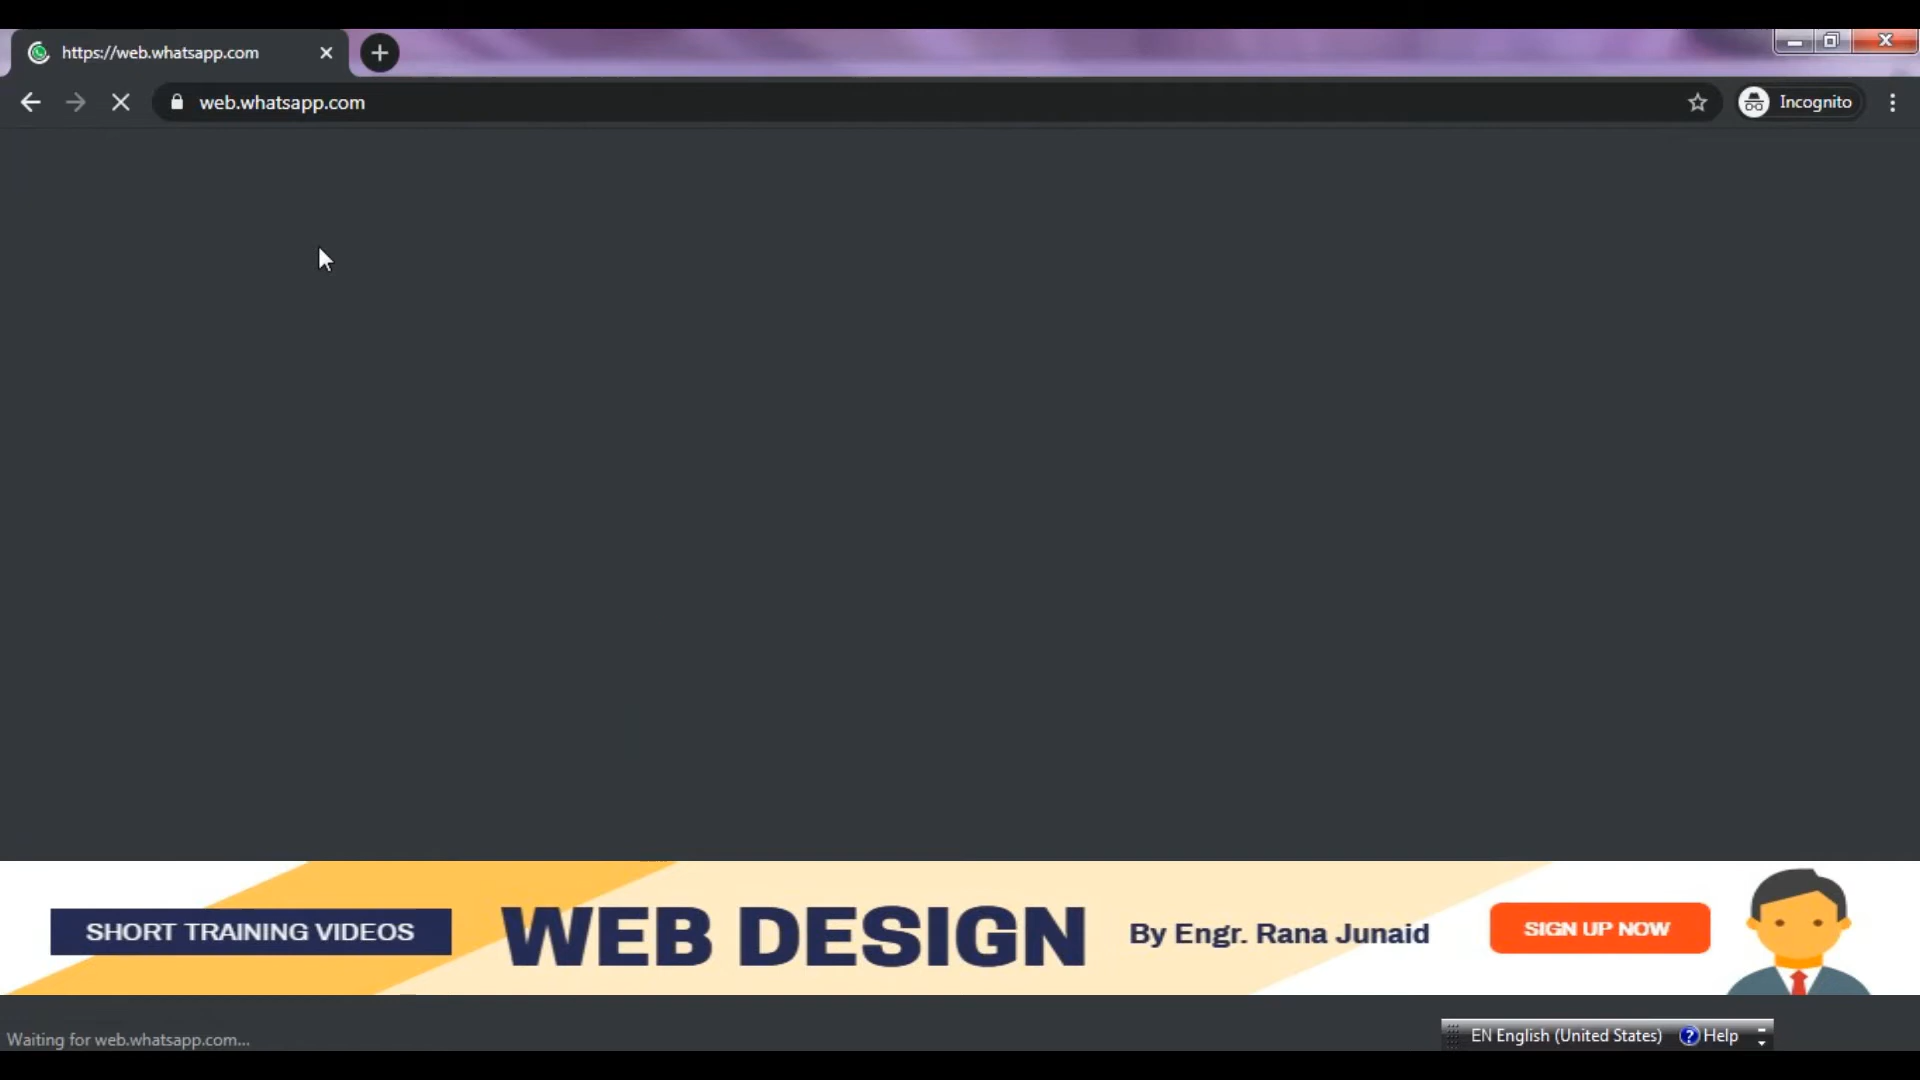 https://web.whatsapp.com
web.whatsapp.com
Incognito
SHORT TRAINING VIDEOS
WEB DESIGN
By Engr. Rana Junaid
SIGN UP NOW
Waiting for web.whatsapp.com...
EN English (United States)
? Help